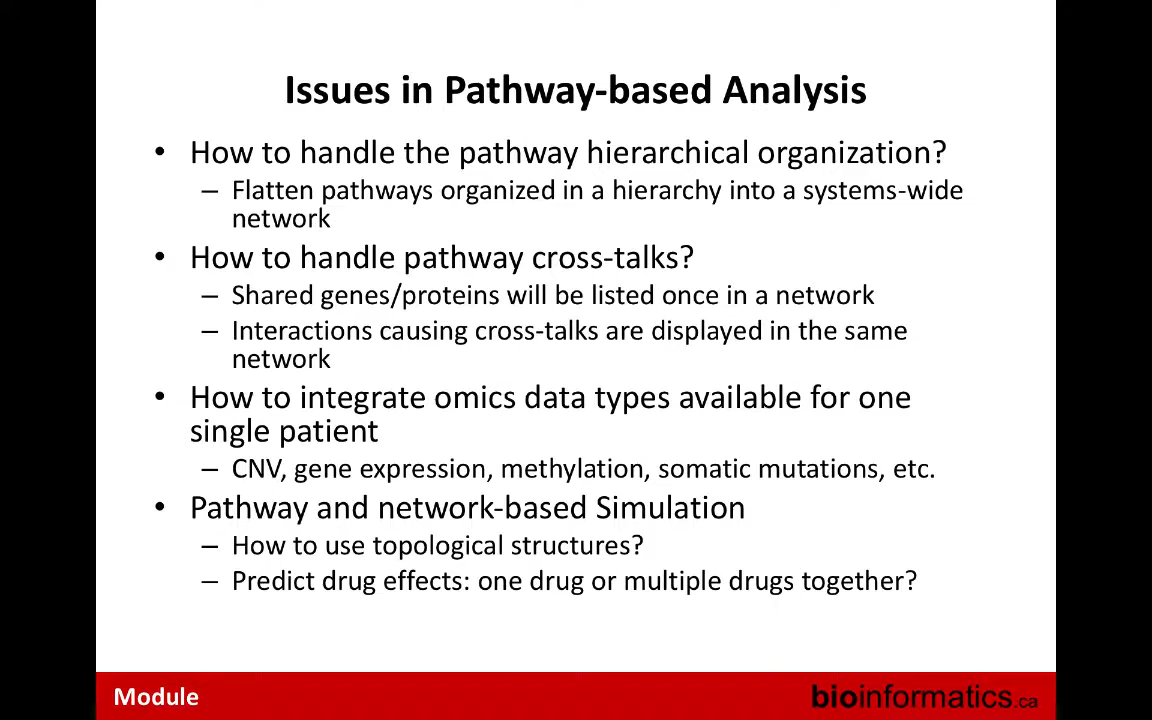 Issues in Pathway-based Analysis
• How to handle the pathway hierarchical organization?
– Flatten pathways organized in a hierarchy into a systems-wide
network
• How to handle pathway cross-talks?
– Shared genes/proteins will be listed once in a network
– Interactions causing cross-talks are displayed in the same
network
• How to integrate omics data types available for one
single patient
– CNV, gene expression, methylation, somatic mutations, etc.
• Pathway and network-based Simulation
– How to use topological structures?
– Predict drug effects: one drug or multiple drugs together?
Module
bioinformatics.ca